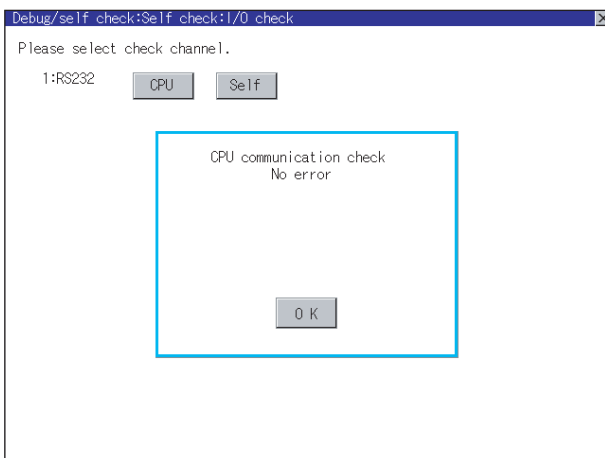 Debug/self check:Self check:I/O check
Please select check channel.
1:RS232 CPU Self
CPU communication check
No error
O K